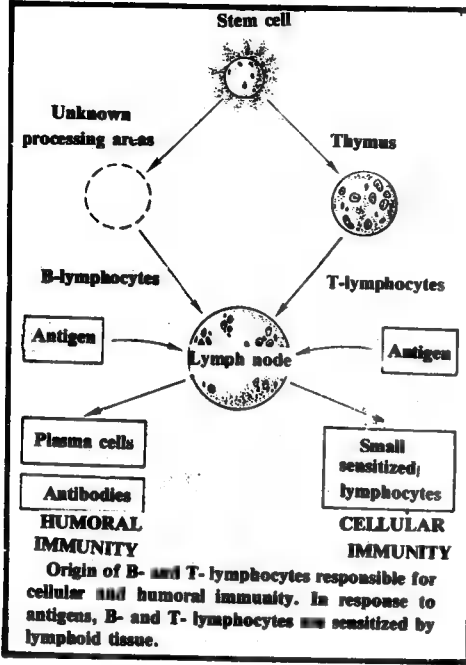 Stem cell
Unknown
processing areas
Thymus
B-lymphocytes
T-lymphocytes
Antigen
Lymph node
Antigen
Plasma cells
Small
sensitized
lymphocytes
Antibodies
HUMORAL
IMMUNITY
CELLULAR
IMMUNITY
Origin of B- and T- lymphocytes responsible for
cellular and humoral immunity. In response to
antigens, B- and T- lymphocytes are sensitized by
lymphoid tissue.